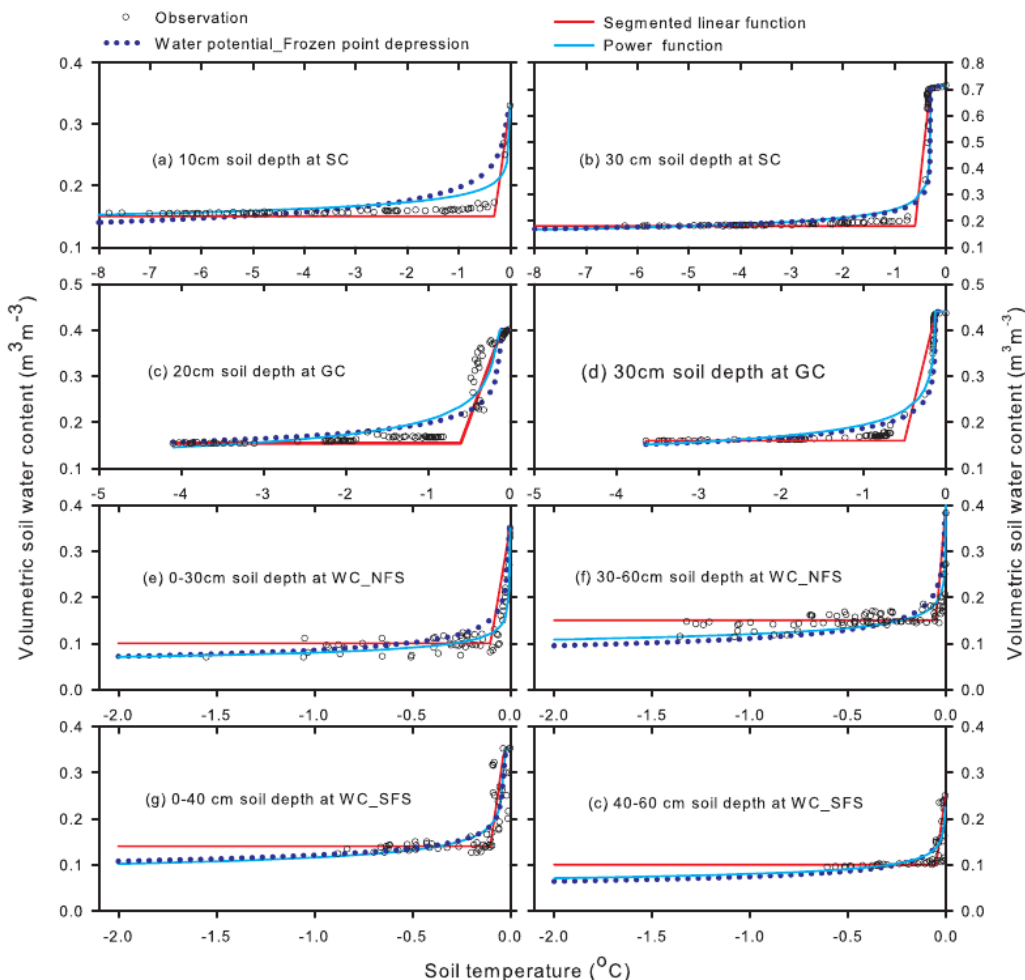 Observation
Water potential_Frozen point depression
Segmented linear function
Power function
0.4
0.3
0.2
0.1
(a) 10cm soil depth at SC
-8 -7 -6 -5 -4 -3 -2 -1 0
0.8
0.7
0.6
0.5
0.4
0.3
0.2
0.1
(b) 30 cm soil depth at SC
-8 -7 -6 -5 -4 -3 -2 -1 0
0.5
0.4
0.3
0.2
0.1
(c) 20cm soil depth at GC
-5 -4 -3 -2 -1 0
0.5
0.4
0.3
0.2
0.1
(d) 30cm soil depth at GC
-5 -4 -3 -2 -1 0
0.4
0.3
0.2
0.1
0.0
(e) 0-30cm soil depth at WC_NFS
-2.0 -1.5 -1.0 -0.5 0.0
0.4
0.3
0.2
0.1
0.0
(f) 30-60cm soil depth at WC_NFS
-2.0 -1.5 -1.0 -0.5 0.0
0.4
0.3
0.2
0.1
0.0
(g) 0-40 cm soil depth at WC_SFS
-2.0 -1.5 -1.0 -0.5 0.0
0.4
0.3
0.2
0.1
0.0
(c) 40-60 cm soil depth at WC_SFS
-2.0 -1.5 -1.0 -0.5 0.0
Volumetric soil water content (m³m⁻³)
Volumetric soil water content (m³m⁻³)
Soil temperature (°C)